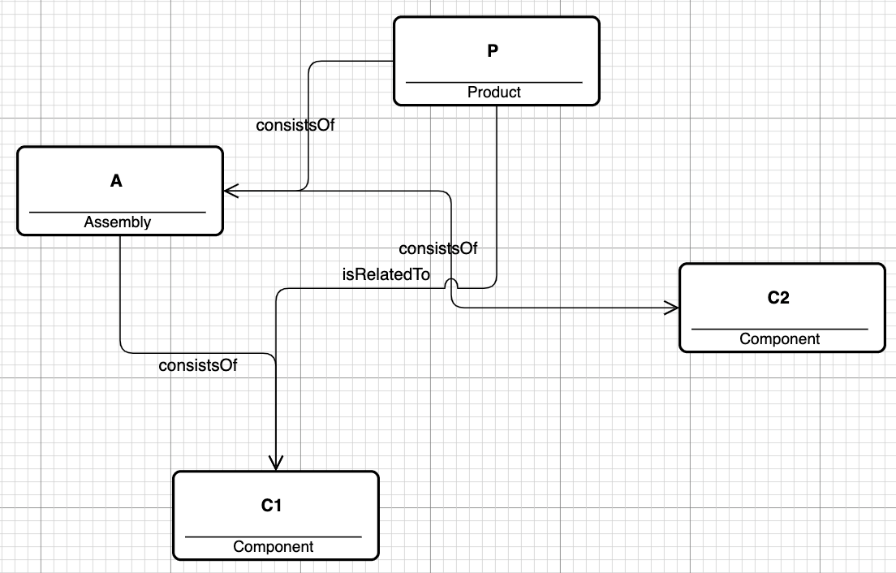 P
Product
consistsOf
A
Assembly
consistsOf
isRelatedTo
C2
Component
consistsOf
C1
Component